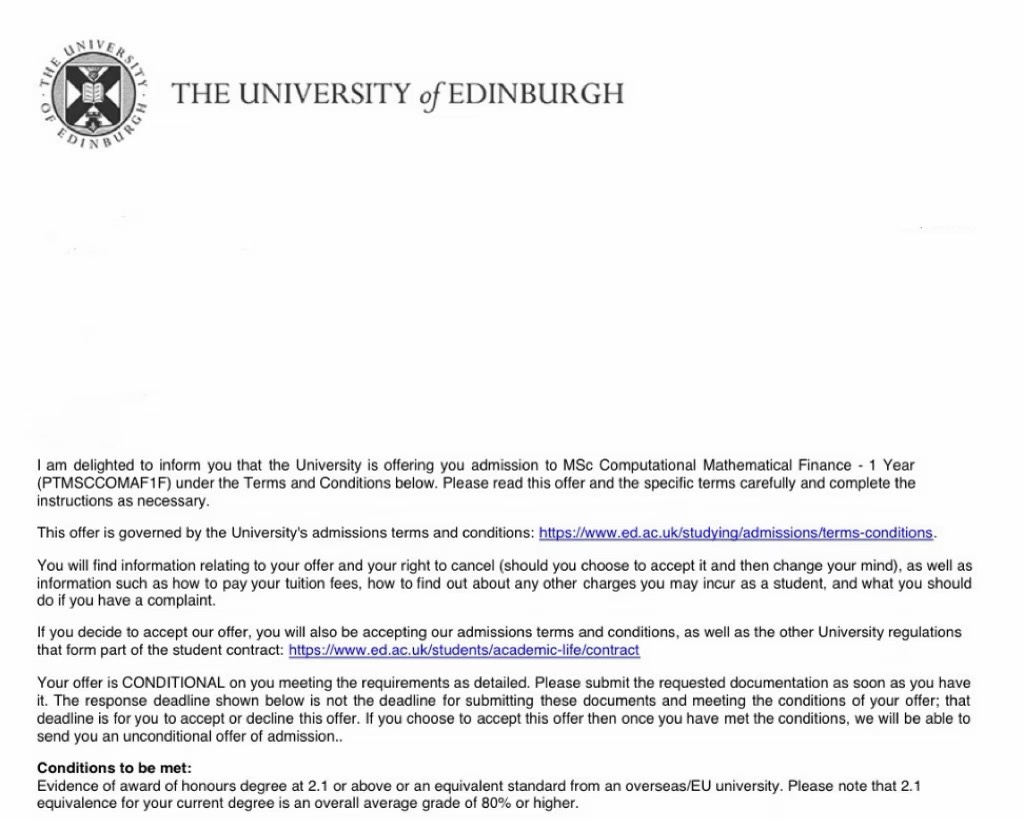 THE UNIVERSITY OF EDINBURGH
THE UNIVERSITY of EDINBURGH
I am delighted to inform you that the University is offering you admission to MSc Computational Mathematical Finance - 1 Year
(PTMSCCOMAF1F) under the Terms and Conditions below. Please read this offer and the specific terms carefully and complete the
instructions as necessary.
This offer is governed by the University's admissions terms and conditions: https://www.ed.ac.uk/studying/admissions/terms-conditions.
You will find information relating to your offer and your right to cancel (should you choose to accept it and then change your mind), as well as
information such as how to pay your tuition fees, how to find out about any other charges you may incur as a student, and what you should
do if you have a complaint.
If you decide to accept our offer, you will also be accepting our admissions terms and conditions, as well as the other University regulations
that form part of the student contract: https://www.ed.ac.uk/students/academic-life/contract
Your offer is CONDITIONAL on you meeting the requirements as detailed. Please submit the requested documentation as soon as you have
it. The response deadline shown below is not the deadline for submitting these documents and meeting the conditions of your offer; that
deadline is for you to accept or decline this offer. If you choose to accept this offer then once you have met the conditions, we will be able to
send you an unconditional offer of admission..
Conditions to be met:
Evidence of award of honours degree at 2.1 or above or an equivalent standard from an overseas/EU university. Please note that 2.1
equivalence for your current degree is an overall average grade of 80% or higher.